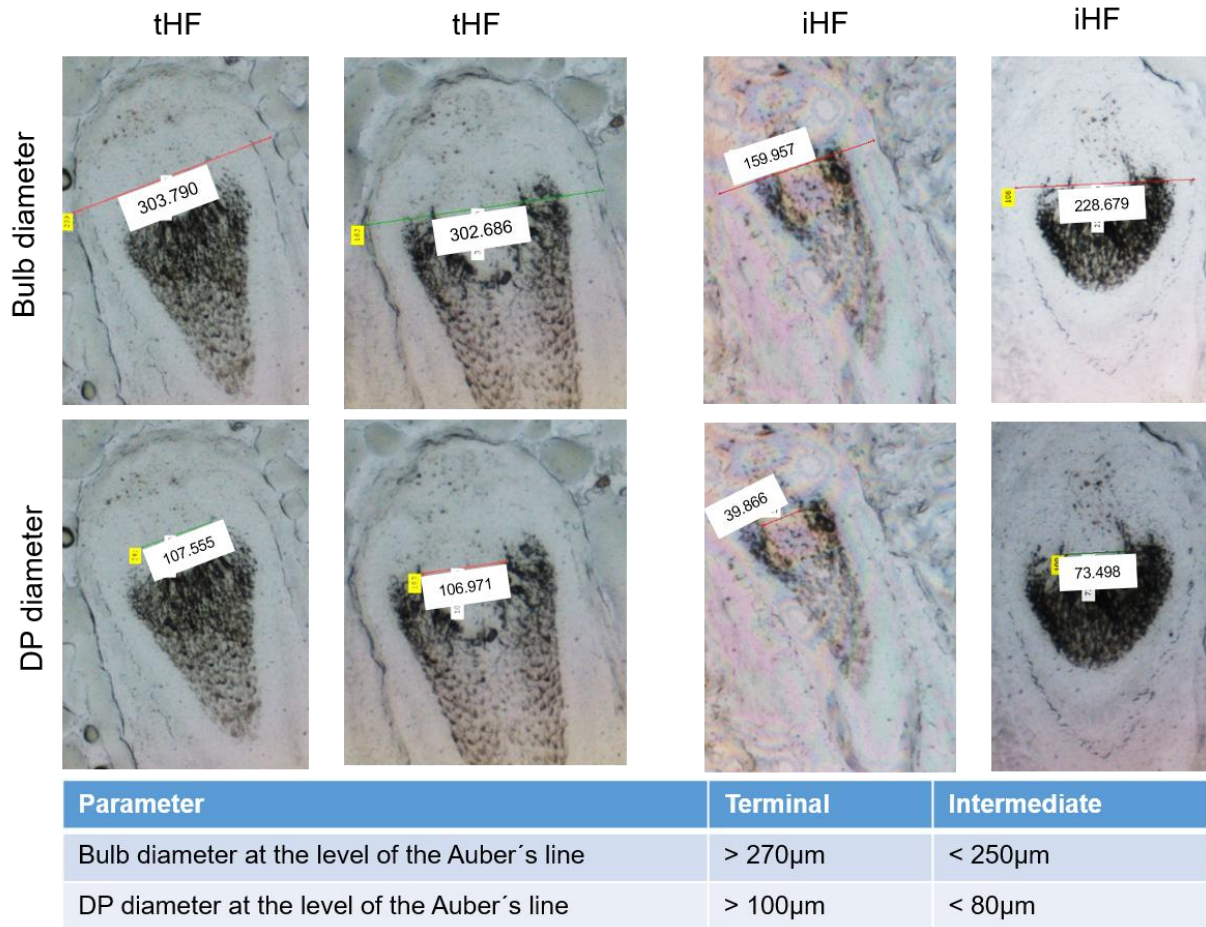 tHF tHF iHF iHF
Bulb diameter
303.790 302.686 159.957 228.679
DP diameter
107.555 106.971 39.866 73.498
Parameter Terminal Intermediate
Bulb diameter at the level of the Auber´s line > 270µm < 250µm
DP diameter at the level of the Auber´s line > 100µm < 80µm